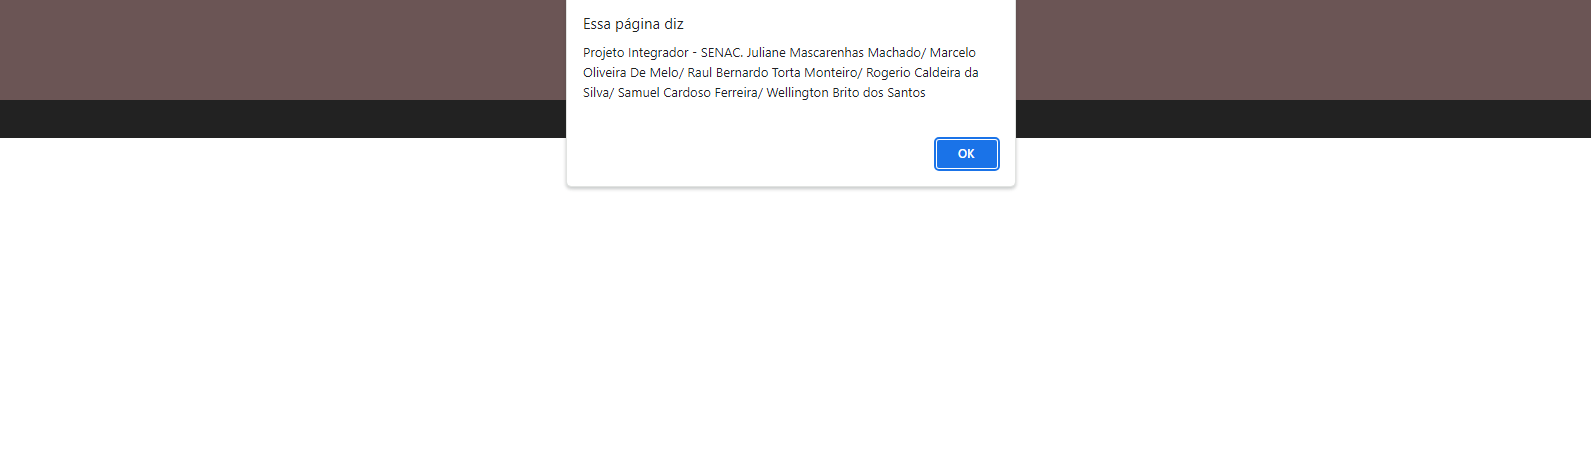 Essa página diz
Projeto Integrador - SENAC. Juliane Mascarenhas Machado/ Marcelo
Oliveira De Melo/ Raul Bernardo Torta Monteiro/ Rogerio Caldeira da
Silva/ Samuel Cardoso Ferreira/ Wellington Brito dos Santos
OK